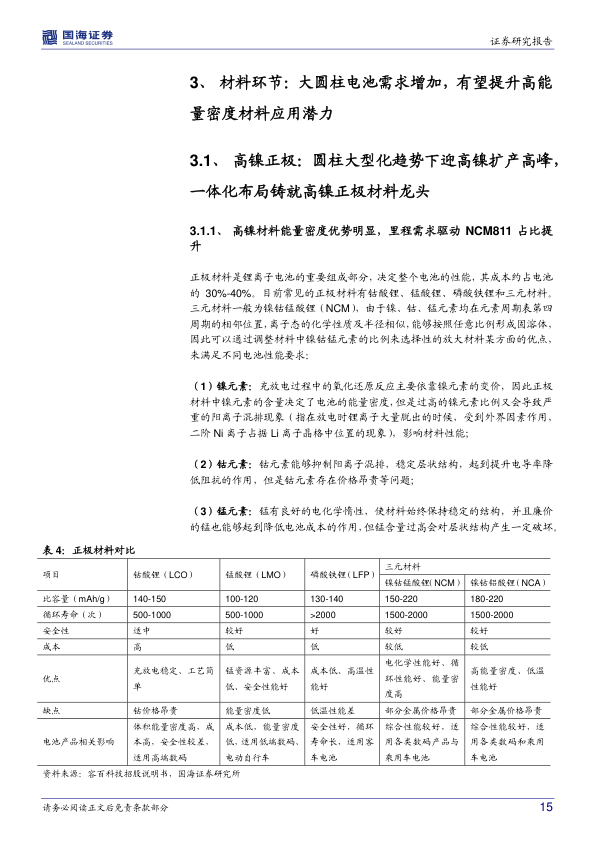 国海证券
SEALAND SECURITIES
证券研究报告
3、 材料环节：大圆柱电池需求增加，有望提升高能
量密度材料应用潜力
3.1、 高镍正极：圆柱大型化趋势下迎高镍扩产高峰，
一体化布局铸就高镍正极材料龙头
3.1.1、 高镍材料能量密度优势明显，里程需求驱动 NCM811 占比提
升
正极材料是锂离子电池的重要组成部分，决定整个电池的性能，其成本约占电池
的 30%-40%。目前常见的正极材料有钴酸锂、锰酸锂、磷酸铁锂和三元材料。
三元材料一般为镍钴锰酸锂（NCM），由于镍、钴、锰元素均在元素周期表第四
周期的相邻位置，离子态的化学性质及半径相似，能够按照任意比例形成固溶体，
因此可以通过调整材料中镍钴锰元素的比例来选择性的放大材料某方面的优点，
来满足不同电池性能要求：
（1）镍元素：充放电过程中的氧化还原反应主要依靠镍元素的变价，因此正极
材料中镍元素的含量决定了电池的能量密度，但是过高的镍元素比例又会导致严
重的阳离子混排现象（指在放电时锂离子大量脱出的时候，受到外界因素作用，
二阶 Ni 离子占据 Li 离子晶格中位置的现象），影响材料性能；
（2）钴元素：钴元素能够抑制阳离子混排，稳定层状结构，起到提升电导率降
低阻抗的作用，但是钴元素存在价格昂贵等问题；
（3）锰元素：锰有良好的电化学惰性，使材料始终保持稳定的结构，并且廉价
的锰也能够起到降低电池成本的作用，但锰含量过高会对层状结构产生一定破坏。
表 4：正极材料对比
项目 钴酸锂（LCO） 锰酸锂（LMO） 磷酸铁锂（LFP） 三元材料
镍钴锰酸锂(NCM) 镍钴铝酸锂（NCA）
比容量（mAh/g） 140-150 100-120 130-140 150-220 180-220
循环寿命（次） 500-1000 500-1000 >2000 1500-2000 1500-2000
安全性 适中 较好 好 较好 较好
成本 高 低 低 较低 较低
优点 充放电稳定、工艺简单 锰资源丰富、成本低、安全性能好 成本低、高温性能好 电化学性能好、循环性能好、能量密度高 高能量密度、低温性能好
缺点 钴价格昂贵 能量密度低 低温性能差 部分金属价格昂贵 部分金属价格昂贵
电池产品相关影响 体积能量密度高，成本高，安全性较差，适用高端数码 成本低，能量密度低，适用低端数码、电动自行车 安全性好，循环寿命长，适用客车电池 综合性能较好，适用各类数码产品与乘用车电池 综合性能较好，适用各类数码和乘用车电池
资料来源：容百科技招股说明书，国海证券研究所
请务必阅读正文后免责条款部分
15